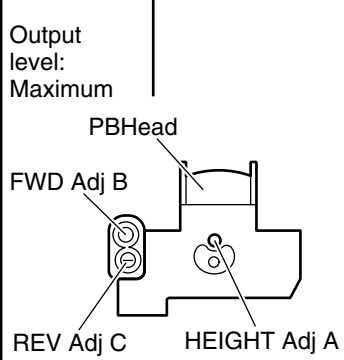 Output
level:
Maximum
PBHead
FWD Adj B
REV Adj C
HEIGHT Adj A